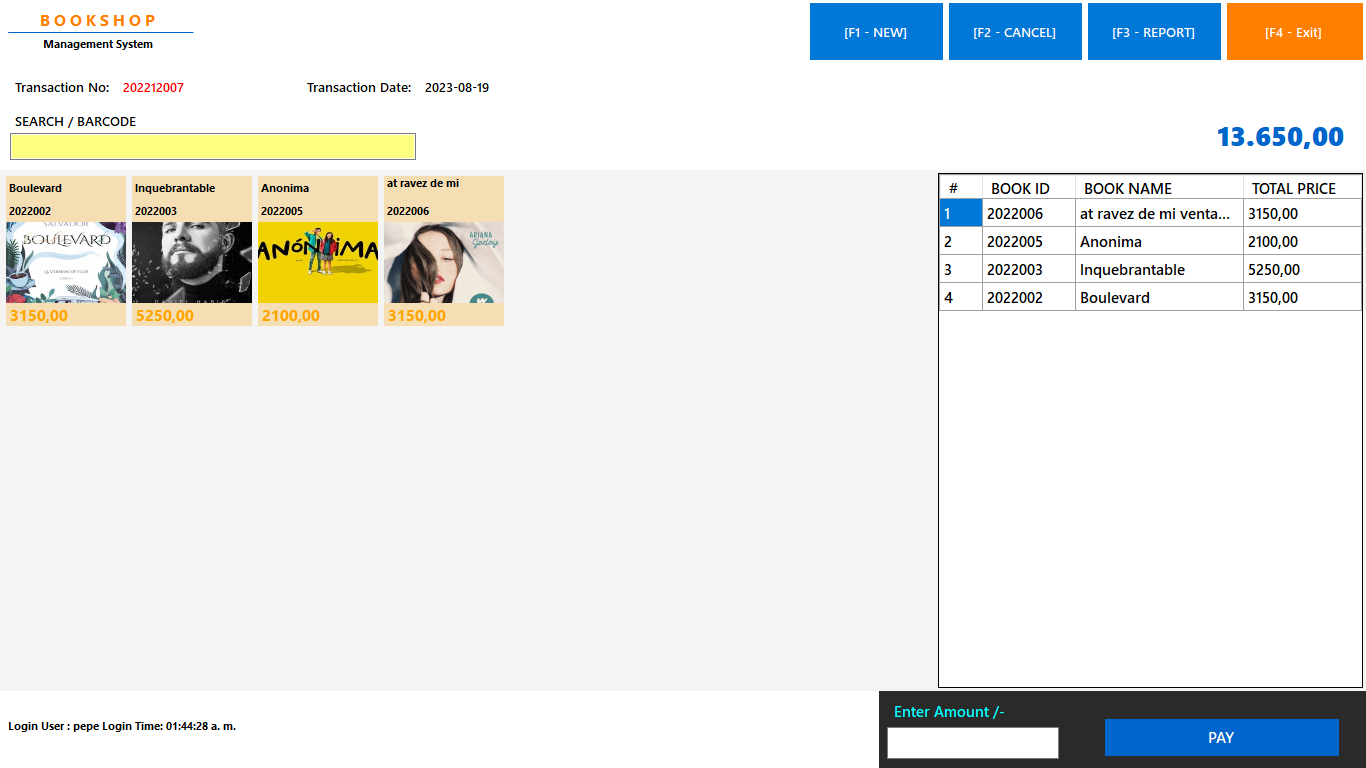 BOOKSHOP
Management System
[F1 - NEW]
[F2 - CANCEL]
[F3 - REPORT]
[F4 - Exit]
Transaction No: 202212007
Transaction Date: 2023-08-19
SEARCH / BARCODE
13.650,00
Boulevard
2022002
SALVADOR
BOULEVARD
3150,00
Inquebrantable
2022003
5250,00
Anonima
2022005
ANÓNIMA
2100,00
at ravez de mi
2022006
ARIANA
Godoy
3150,00
# BOOK ID BOOK NAME TOTAL PRICE
1 2022006 at ravez de mi venta... 3150,00
2 2022005 Anonima 2100,00
3 2022003 Inquebrantable 5250,00
4 2022002 Boulevard 3150,00
Login User : pepe Login Time: 01:44:28 a. m.
Enter Amount /-
PAY